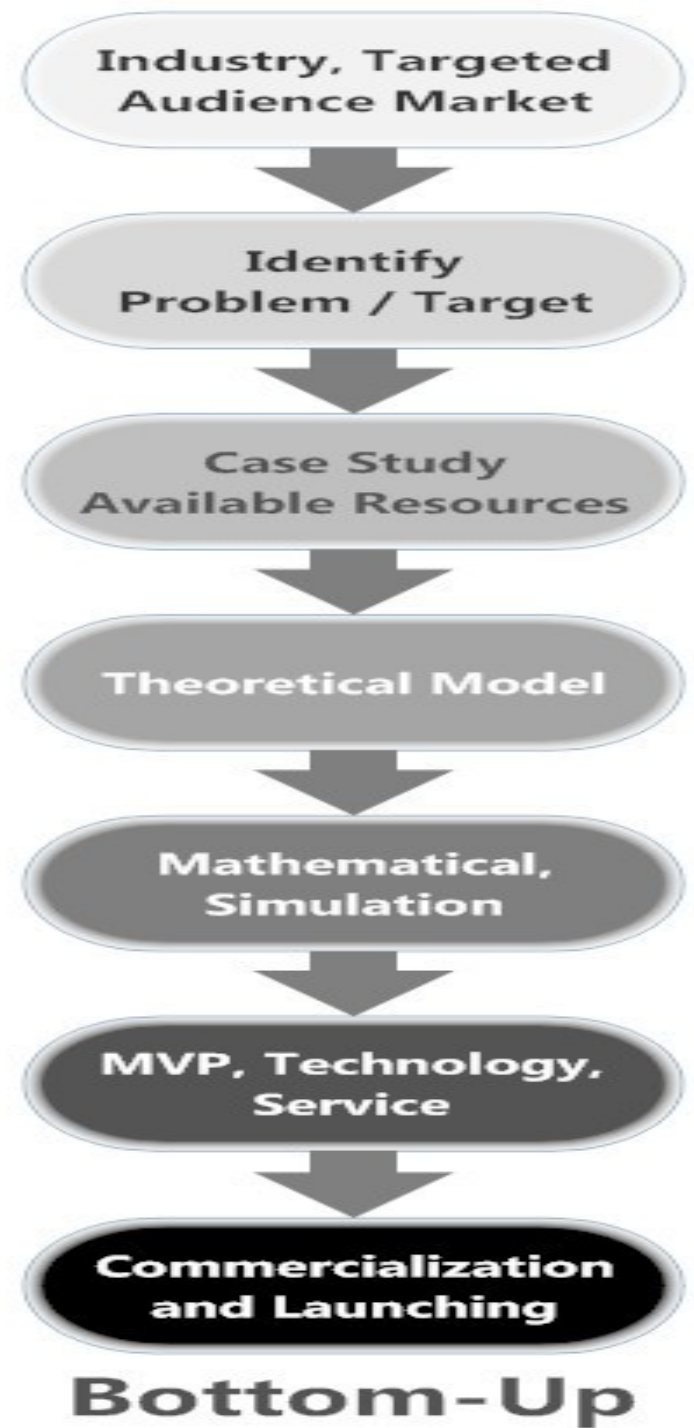 Industry, Targeted
Audience Market
Identify
Problem / Target
Case Study
Available Resources
Theoretical Model
Mathematical,
Simulation
MVP, Technology,
Service
Commercialization
and Launching
Bottom-Up